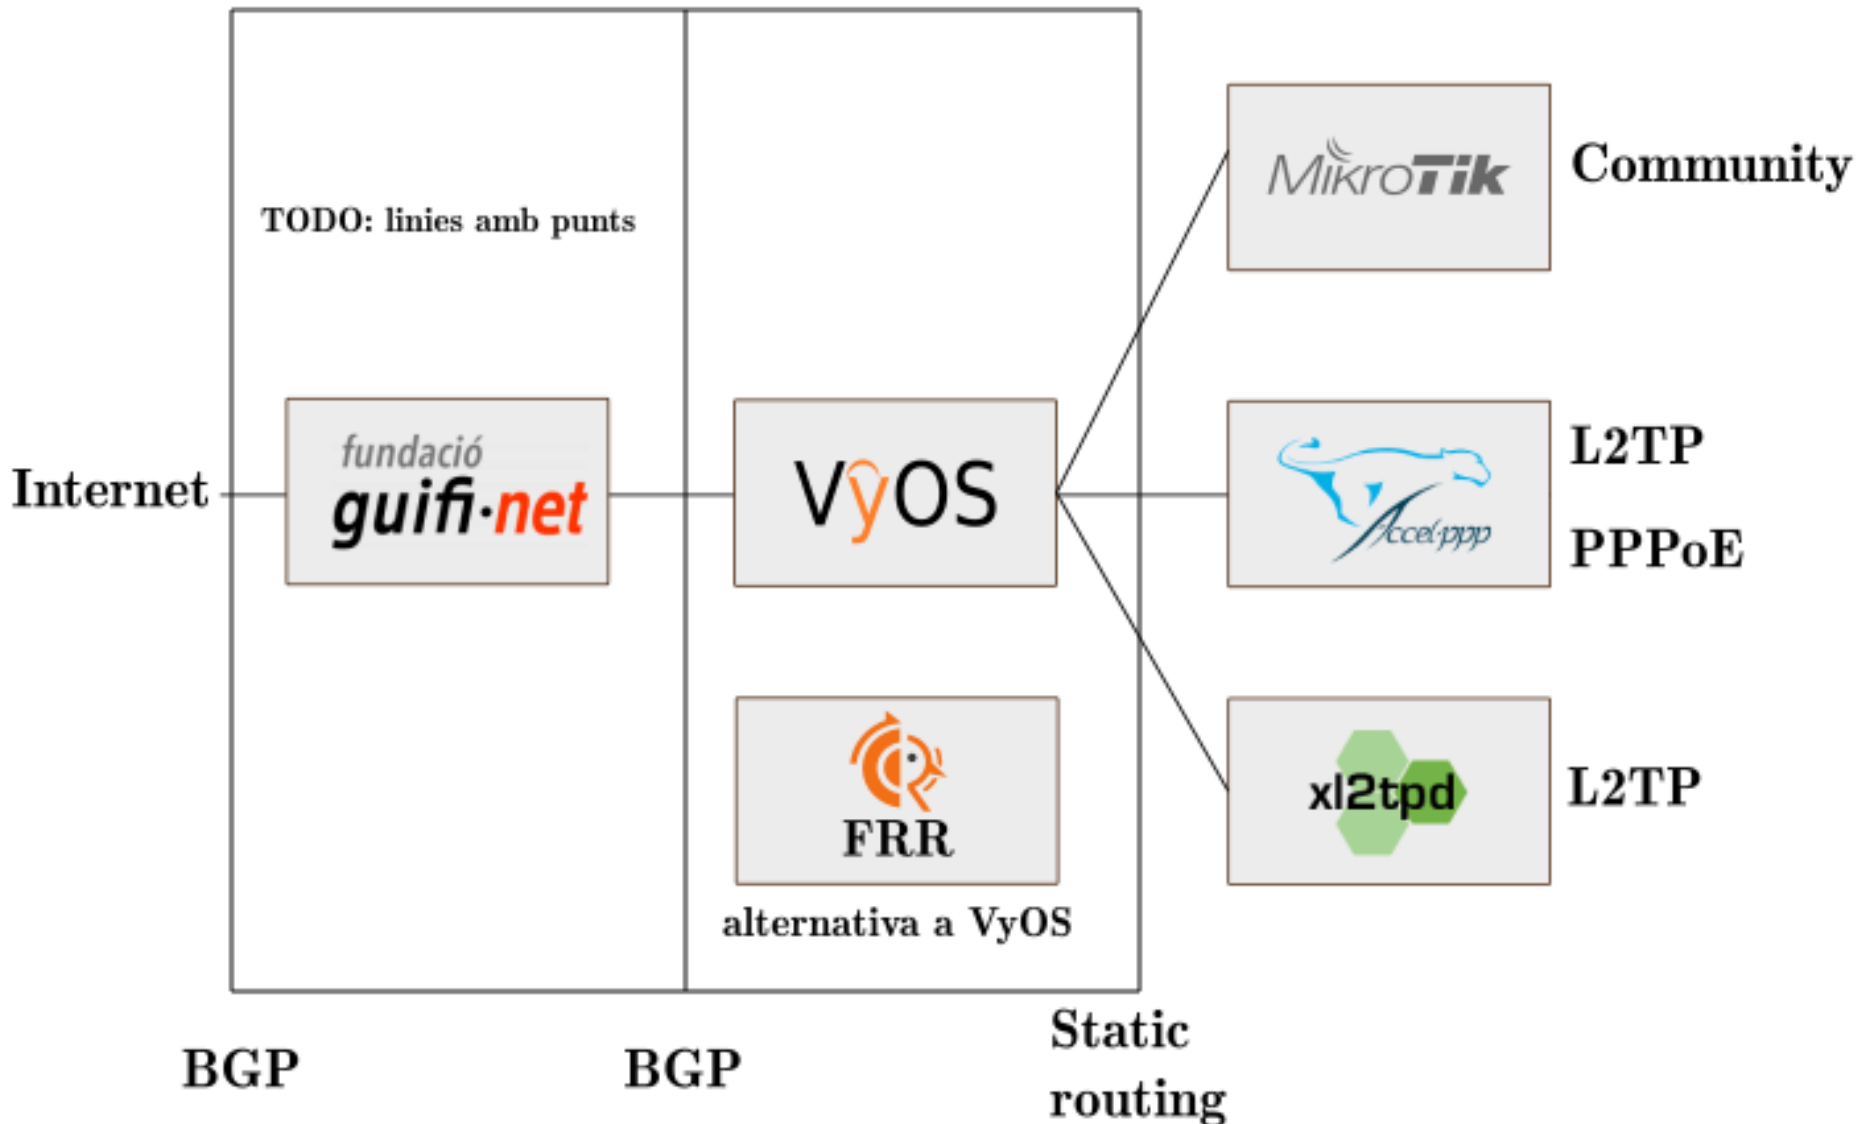 TODO: linies amb punts
MikroTik
Community
Internet
fundació
guifi·net
VyOS
Accel-ppp
L2TP
PPPoE
FRR
alternativa a VyOS
xl2tpd
L2TP
BGP
BGP
Static
routing